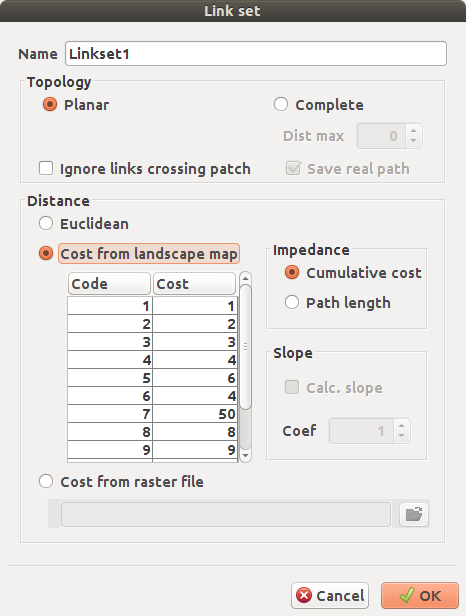 Link set
Name Linkset1
Topology
Planar Complete
Dist max 0
Ignore links crossing patch Save real path
Distance
Euclidean
Cost from landscape map
Impedance
Cumulative cost
Path length
Code Cost
1 1
2 2
3 3
4 4
5 6
6 4
7 50
8 8
9 9
Slope
Calc. slope
Coef 1
Cost from raster file
Cancel OK